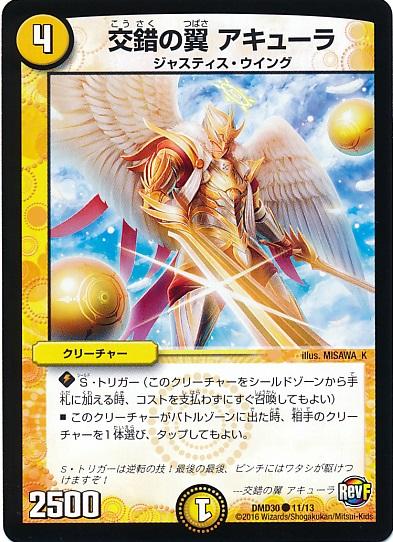 4
こうさく つばさ
交錯の翼 アキューラ
ジャスティス・ウイング
クリーチャー
illus. MISAWA_K
S・トリガー（このクリーチャーをシールドゾーンから手
札に加える時、コストを支払わずにすぐ召喚してもよい）
■ このクリーチャーがバトルゾーンに出た時、相手のクリ
ーチャーを1体選び、タップしてもよい。
S・トリガーは逆転の技！最後の最後、ピンチにはワタシが駆けつ
けますぞ！
---交錯の翼 アキューラ
2500
1
RevF
DMD30 ● 11/13
©2016 Wizards/Shogakukan/Mitsui-Kids